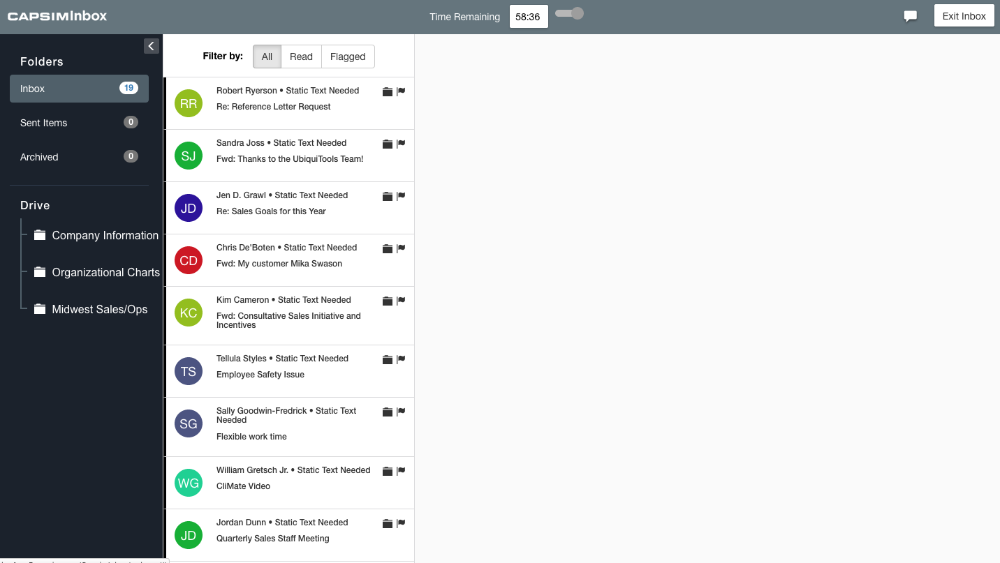 CAPSIMInbox
Time Remaining
58:36
Exit Inbox
Folders
Inbox
19
Sent Items
0
Archived
0
Drive
Company Information
Organizational Charts
Midwest Sales/Ops
Filter by:
All
Read
Flagged
RR
Robert Ryerson • Static Text Needed
Re: Reference Letter Request
SJ
Sandra Joss • Static Text Needed
Fwd: Thanks to the UbiquiTools Team!
JD
Jen D. Grawl • Static Text Needed
Re: Sales Goals for this Year
CD
Chris De'Boten • Static Text Needed
Fwd: My customer Mika Swason
KC
Kim Cameron • Static Text Needed
Fwd: Consultative Sales Initiative and
Incentives
TS
Tellula Styles • Static Text Needed
Employee Safety Issue
SG
Sally Goodwin-Fredrick • Static Text
Needed
Flexible work time
WG
William Gretsch Jr. • Static Text Needed
CliMate Video
JD
Jordan Dunn • Static Text Needed
Quarterly Sales Staff Meeting